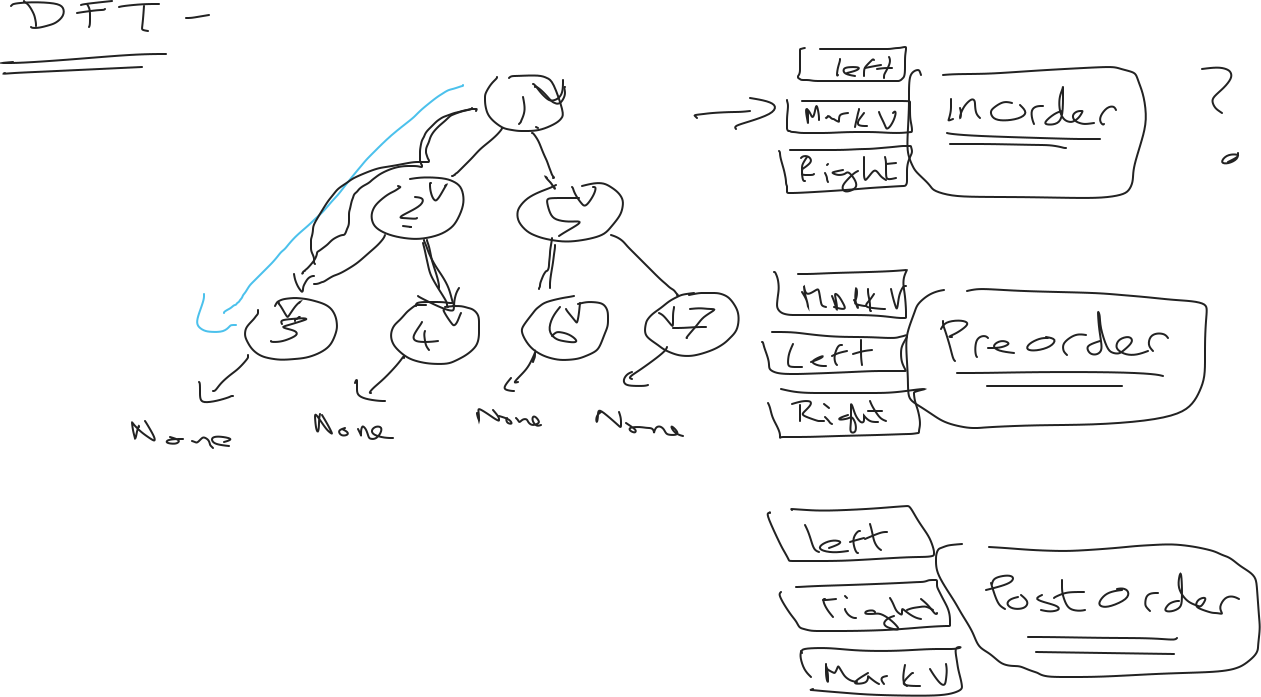 DFT -
1
2 5
3 4 6 7
None None None None
left
Mark V
Right
InOrder
?
Mark V
Left
Right
Preorder
left
right
Mark V
PostOrder